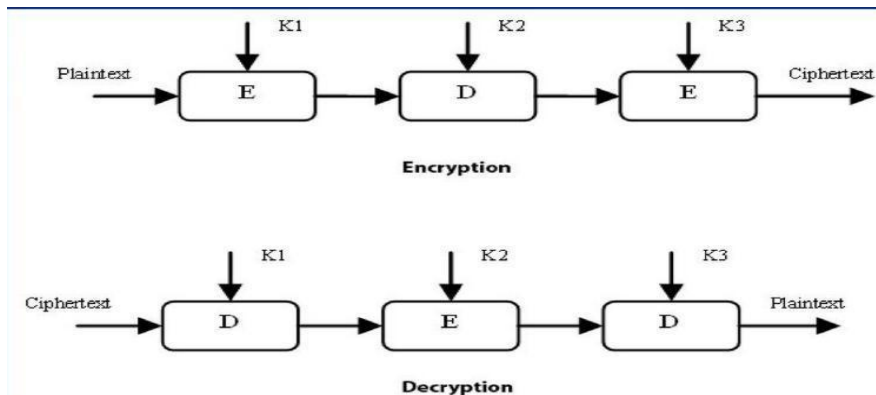 K1 K2 K3
Plaintext Ciphertext
E D E
Encryption
K1 K2 K3
Ciphertext Plaintext
D E D
Decryption